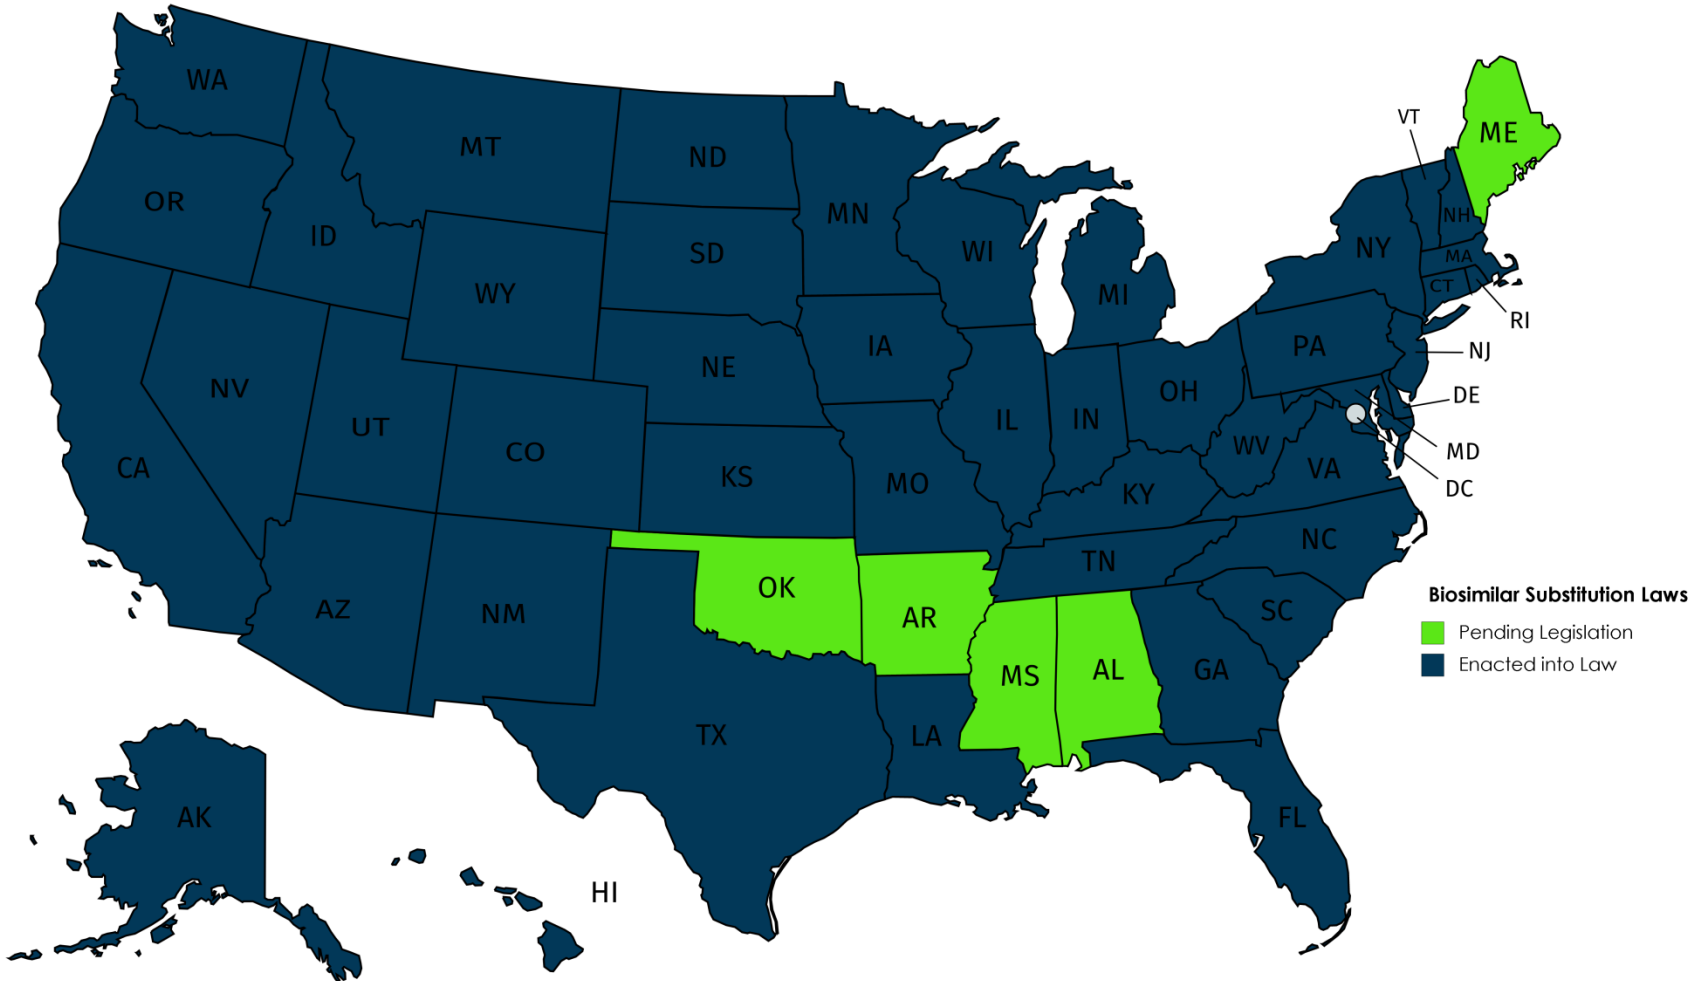 WA
MT
ND
MN
OR
ID
WY
SD
WI
MI
NY
VT
ME
NH
MA
CT
RI
NJ
PA
DE
MD
DC
NV
UT
CO
NE
IA
IL
IN
OH
WV
VA
CA
KS
MO
KY
NC
TN
SC
AZ
NM
OK
AR
MS
AL
GA
TX
LA
FL
AK
HI
Biosimilar Substitution Laws
Pending Legislation
Enacted into Law